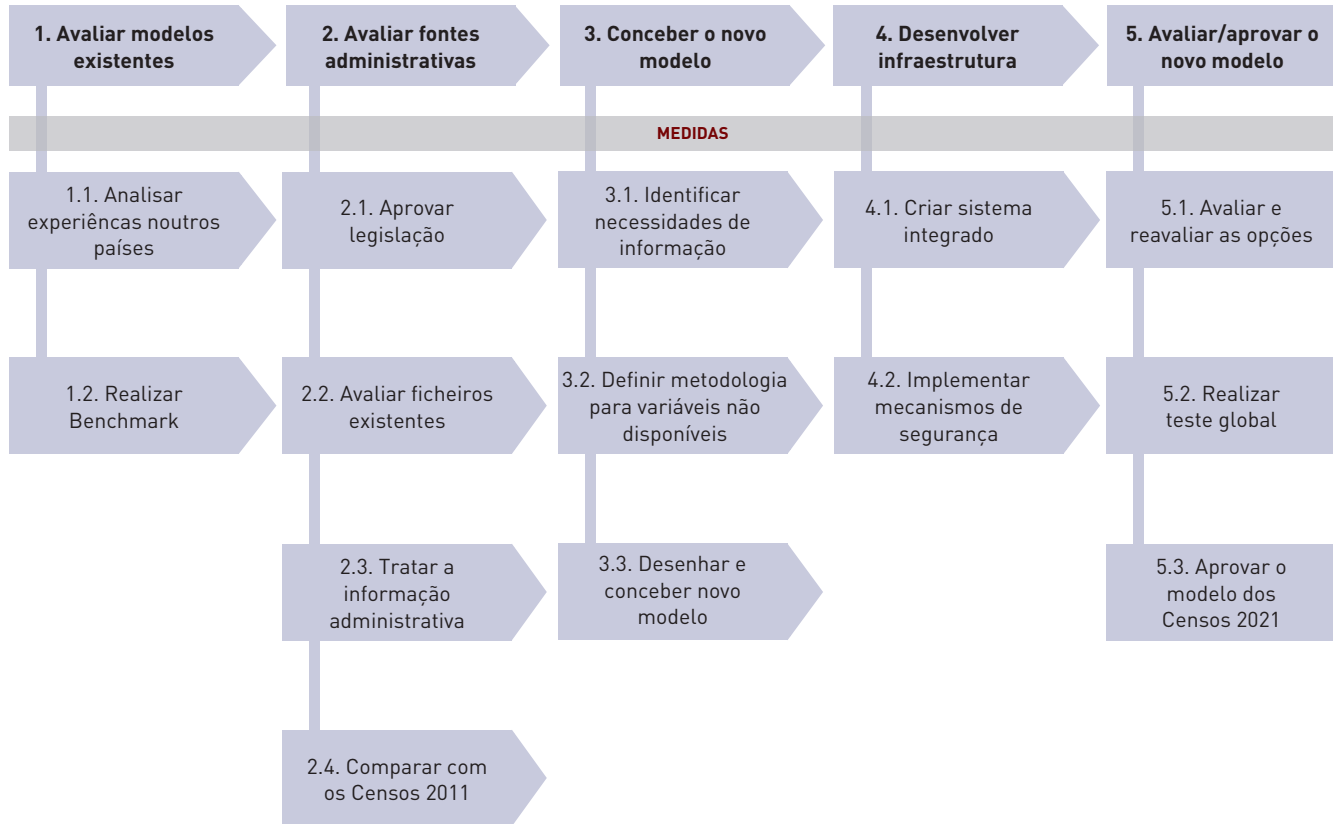 1. Avaliar modelos
existentes
2. Avaliar fontes
administrativas
3. Conceber o novo
modelo
4. Desenvolver
infraestrutura
5. Avaliar/aprovar o
novo modelo
MEDIDAS
1.1. Analisar
experiêncas noutros
países
2.1. Aprovar
legislação
3.1. Identificar
necessidades de
informação
4.1. Criar sistema
integrado
5.1. Avaliar e
reavaliar as opções
1.2. Realizar
Benchmark
2.2. Avaliar ficheiros
existentes
3.2. Definir metodologia
para variáveis não
disponíveis
4.2. Implementar
mecanismos de
segurança
5.2. Realizar
teste global
2.3. Tratar a
informação
administrativa
3.3. Desenhar e
conceber novo
modelo
5.3. Aprovar o
modelo dos
Censos 2021
2.4. Comparar com
os Censos 2011